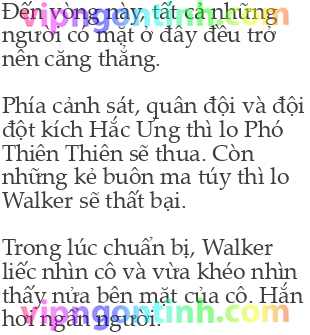 Đến vòng này, tất cả những
người có mặt ở đây đều trở
nên căng thẳng.
Phía cảnh sát, quân đội và đội
đột kích Hắc Ưng thì lo Phó
Thiên Thiên sẽ thua. Còn
những kẻ buôn ma túy thì lo
Walker sẽ thất bại.
Trong lúc chuẩn bị, Walker
liếc nhìn cô và vừa khéo nhìn
thấy nửa bên mặt của cô. Hắn
hơi ngẩn người.
vipngontinh.com
vipngontinh.com